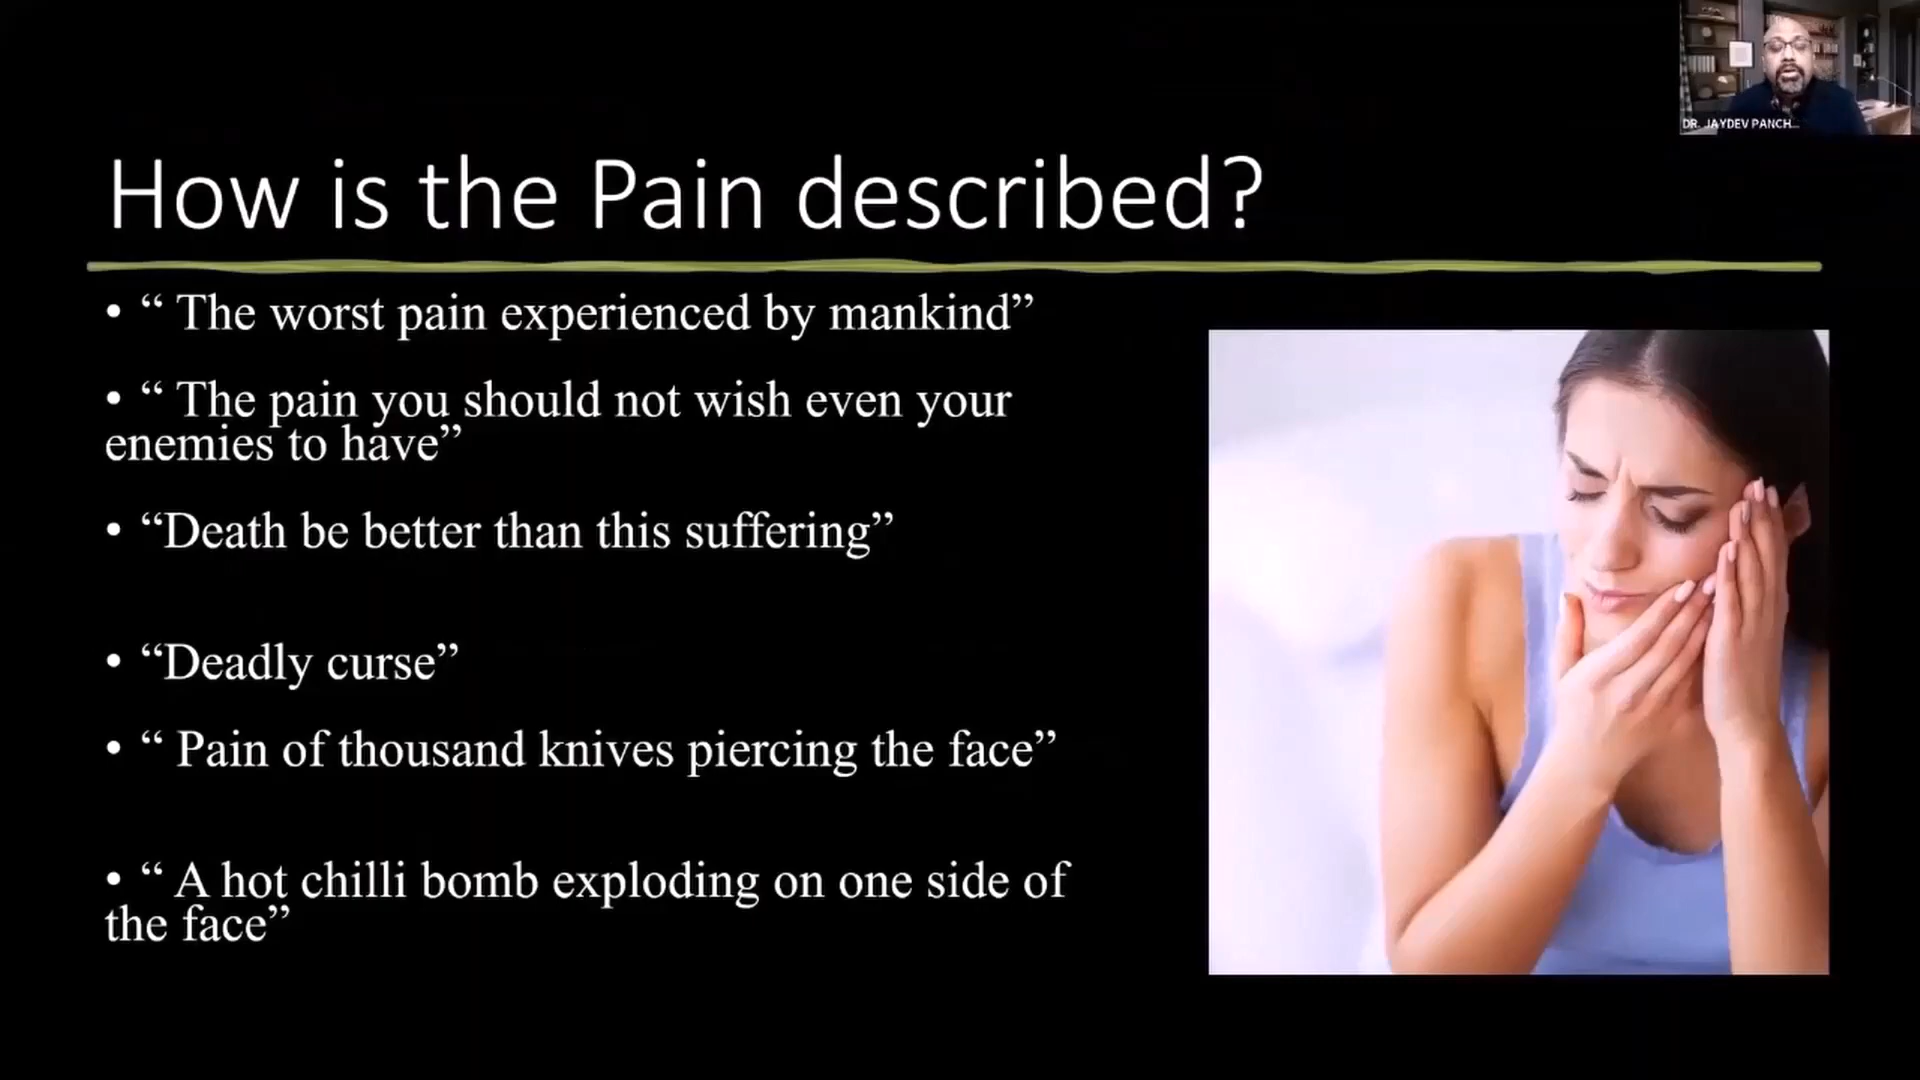 DR. JAYDEV PANCH...
How is the Pain described?
• “ The worst pain experienced by mankind”
• “ The pain you should not wish even your
enemies to have”
• “Death be better than this suffering”
• “Deadly curse”
• “ Pain of thousand knives piercing the face”
• “ A hot chilli bomb exploding on one side of
the face”